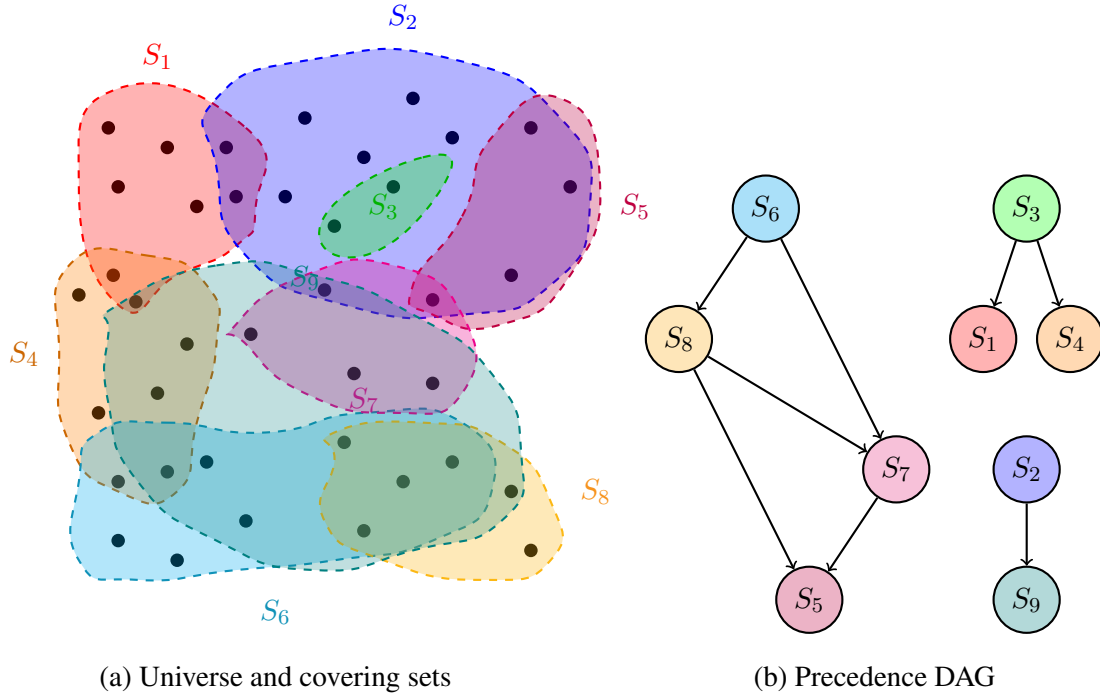 S₂
S₁
S₃
S₅
S₉
S₄
S₇
S₈
S₆
S₆
S₃
S₈
S₁
S₄
S₇
S₂
S₅
S₉
(a) Universe and covering sets
(b) Precedence DAG